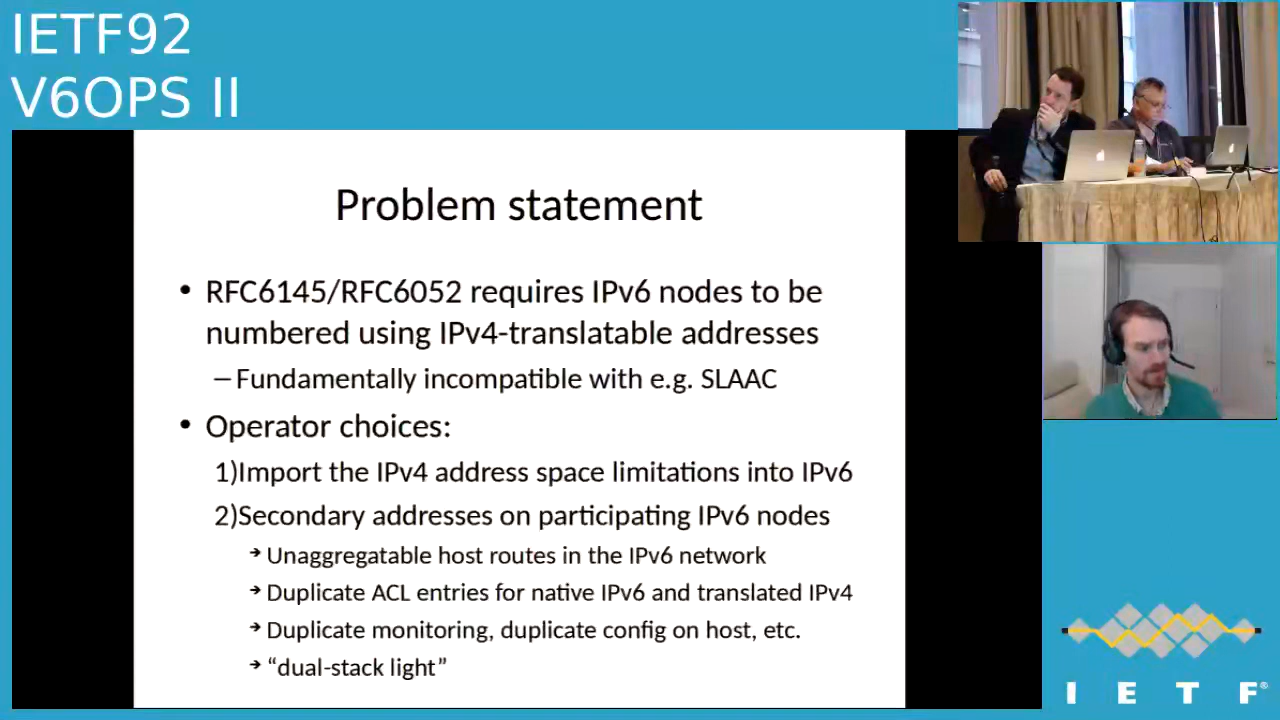 IETF92
V6OPS II
Problem statement
• RFC6145/RFC6052 requires IPv6 nodes to be
numbered using IPv4-translatable addresses
– Fundamentally incompatible with e.g. SLAAC
• Operator choices:
1)Import the IPv4 address space limitations into IPv6
2)Secondary addresses on participating IPv6 nodes
➔ Unaggregatable host routes in the IPv6 network
➔ Duplicate ACL entries for native IPv6 and translated IPv4
➔ Duplicate monitoring, duplicate config on host, etc.
➔ “dual-stack light”
I E T F®